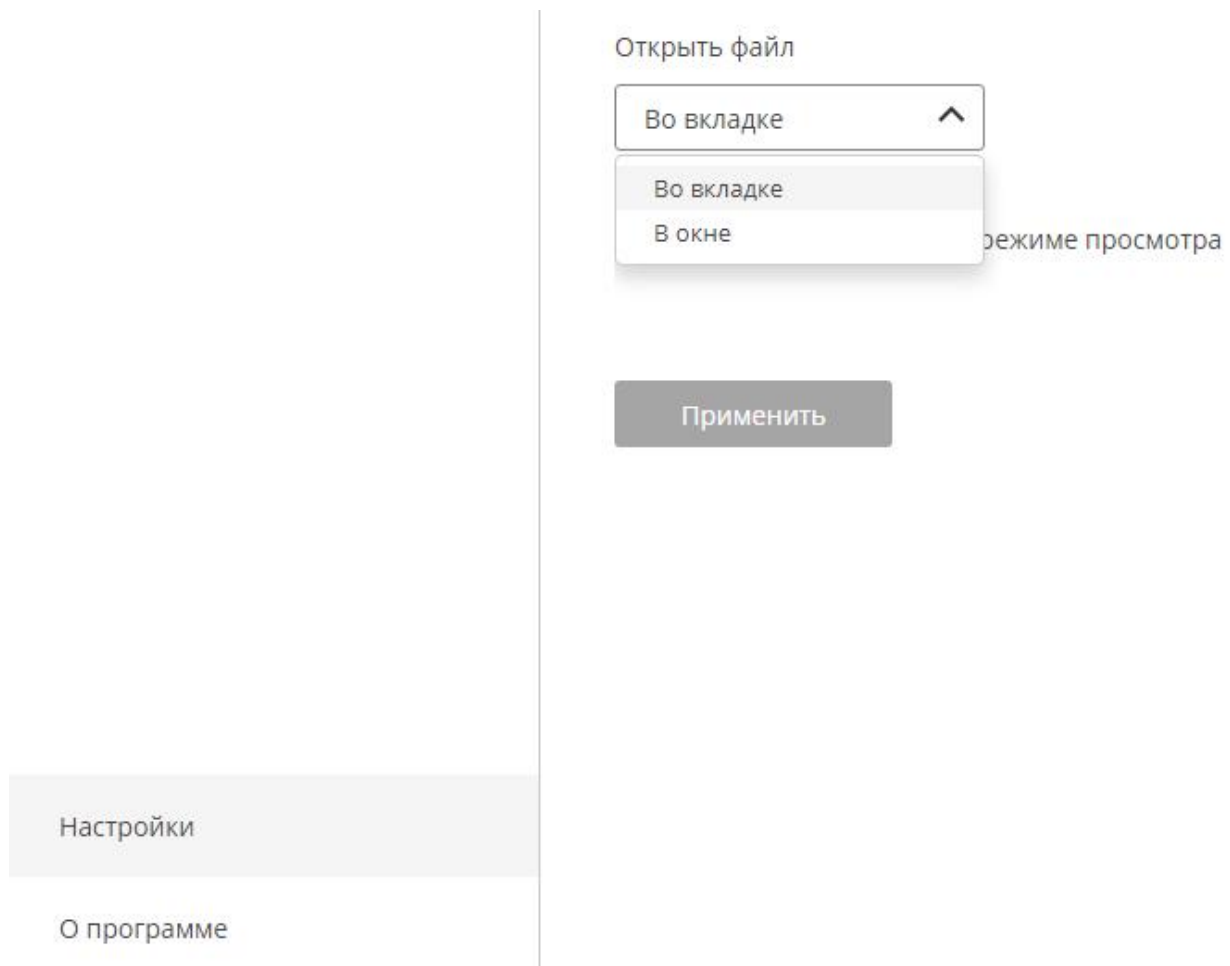 Открыть файл
Во вкладке
Во вкладке
В окне
режиме просмотра
Применить
Настройки
О программе